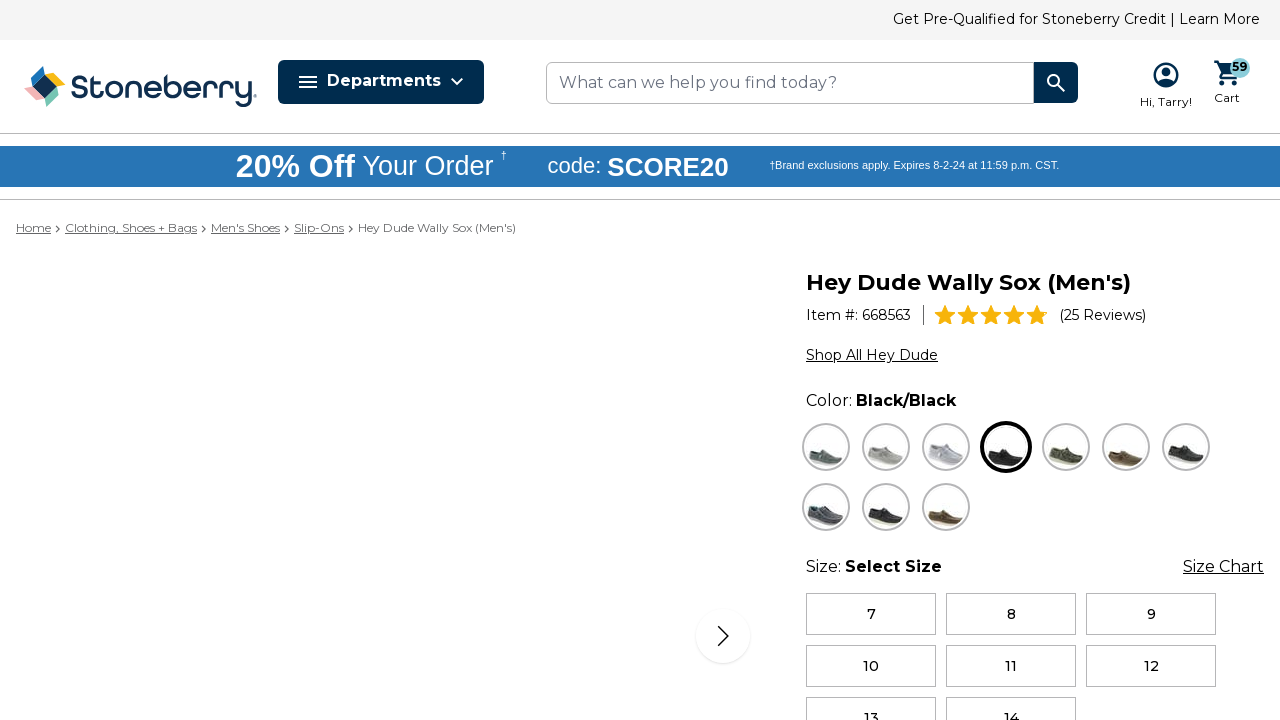 Get Pre-Qualified for Stoneberry Credit | Learn More
Stoneberry®
Departments
What can we help you find today?
Hi, Tarry!
59
Cart
20% Off Your Order † code: SCORE20 †Brand exclusions apply. Expires 8-2-24 at 11:59 p.m. CST.
Home > Clothing, Shoes + Bags > Men's Shoes > Slip-Ons > Hey Dude Wally Sox (Men's)
Hey Dude Wally Sox (Men's)
Item #: 668563 (25 Reviews)
Shop All Hey Dude
Color: Black/Black
Size: Select Size Size Chart
7 8 9
10 11 12
13 14